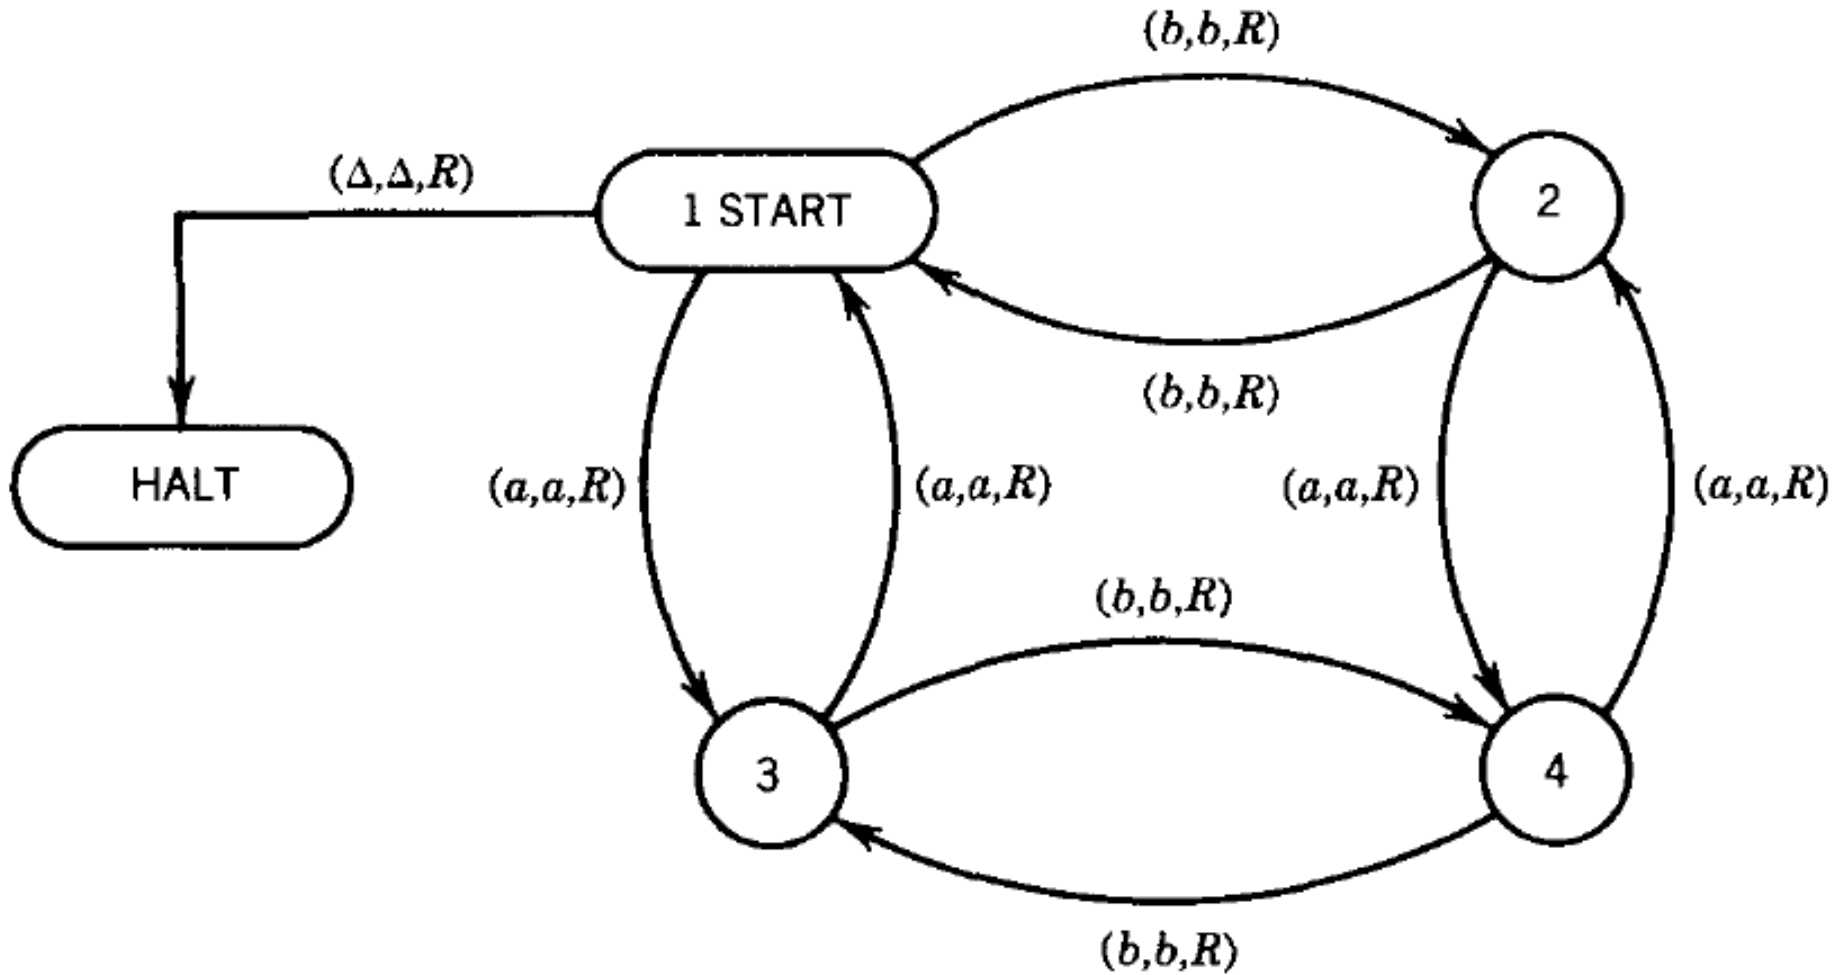 (b,b,R)
(Δ,Δ,R)
1 START
2
(b,b,R)
HALT
(a,a,R)
(a,a,R)
(a,a,R)
(a,a,R)
(b,b,R)
3
4
(b,b,R)